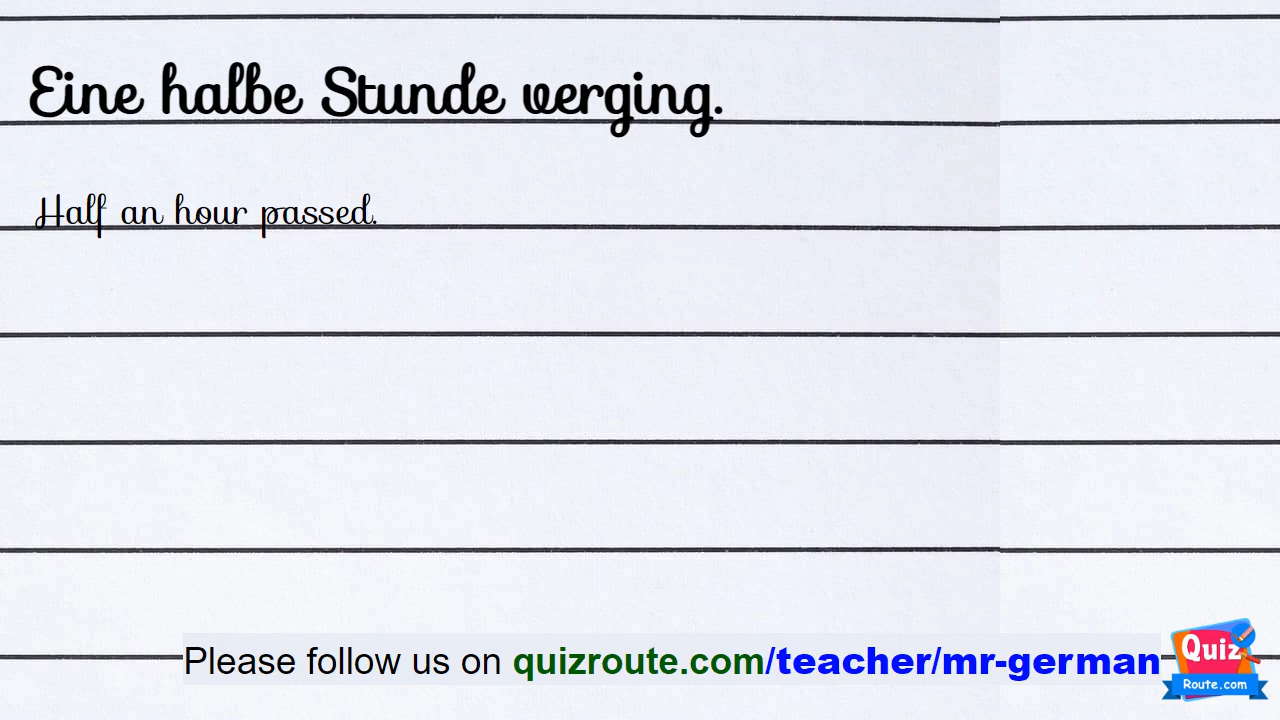 Eine halbe Stunde verging.
Half an hour passed.
Please follow us on quizroute.com/teacher/mr-german
Quiz
Route.com